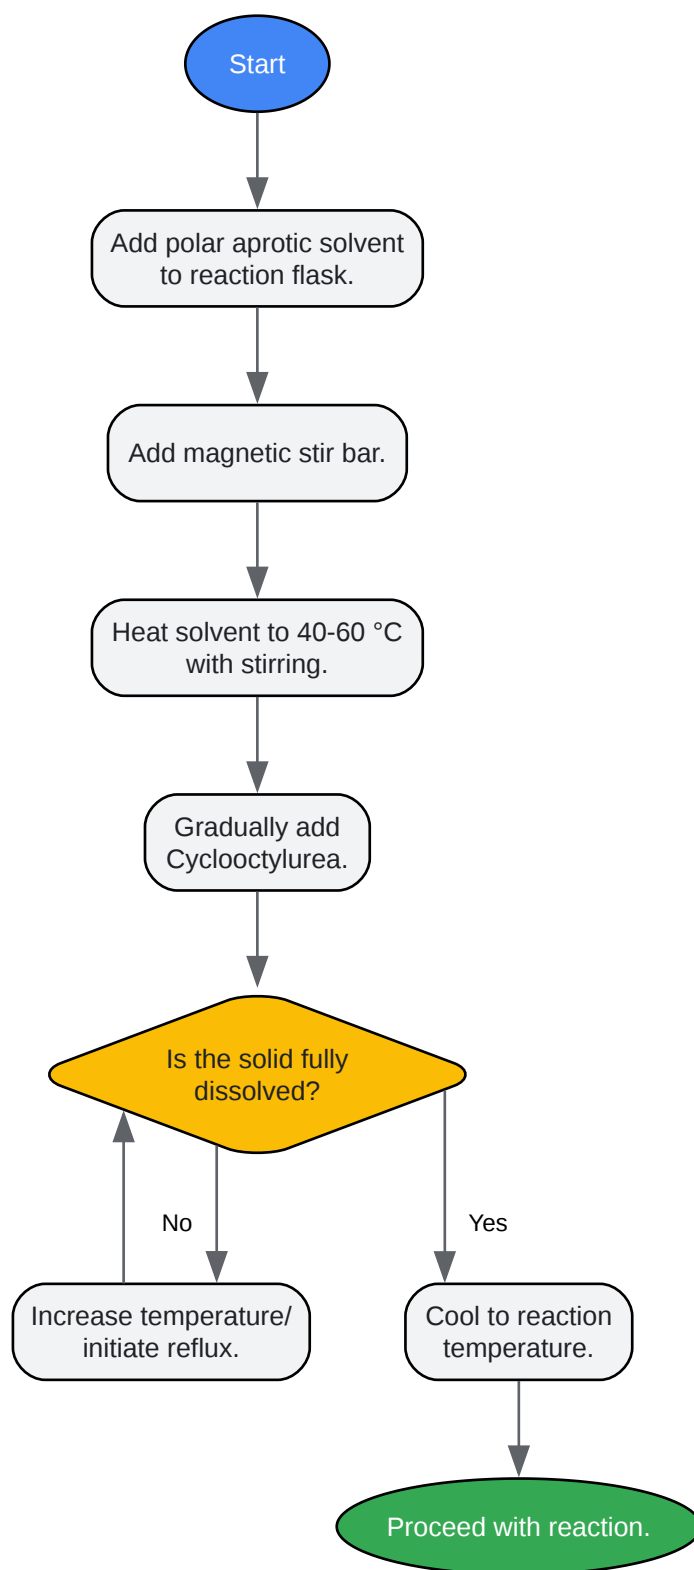 Start
Add polar aprotic solvent
to reaction flask.
Add magnetic stir bar.
Heat solvent to 40-60 °C
with stirring.
Gradually add
Cyclooctylurea.
Is the solid fully
dissolved?
No
Yes
Increase temperature/
initiate reflux.
Cool to reaction
temperature.
Proceed with reaction.